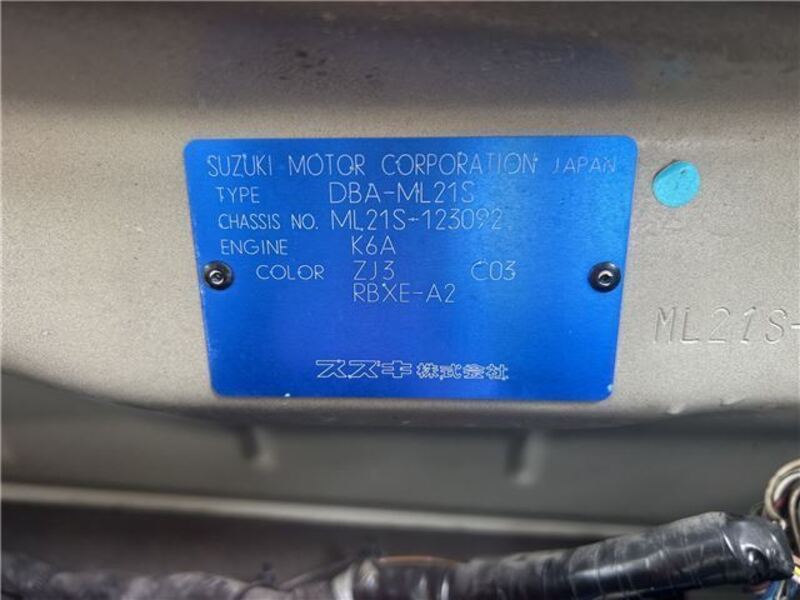 SUZUKI MOTOR CORPORATION JAPAN
TYPE DBA-ML21S
CHASSIS NO. ML21S-123092
ENGINE K6A
COLOR ZJ3 C03
RBXE-A2
スズキ株式会社
ML21S-